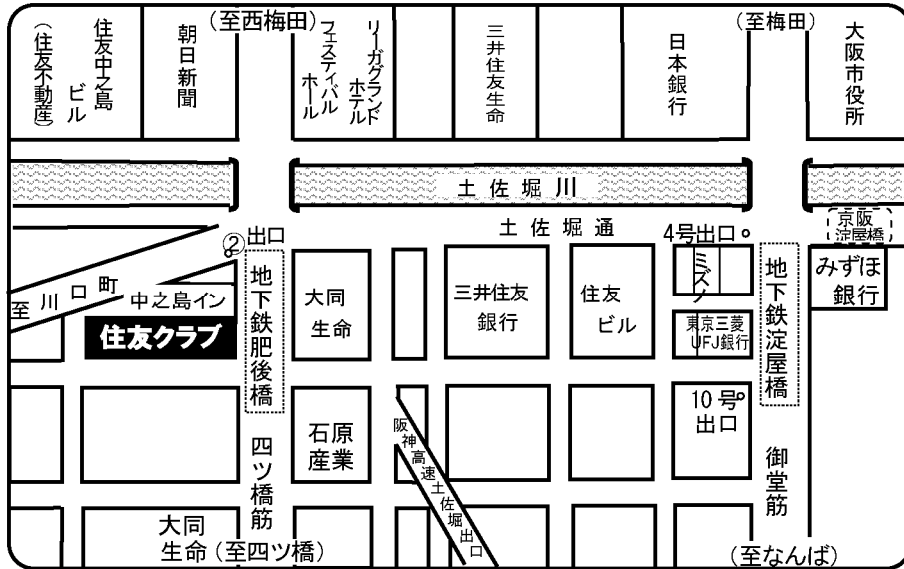 (至西梅田)
(至梅田)
住友中之島
ビル
(住友不動産)
朝日新聞
リーガグランド
ホテル
フェスティバル
ホール
三井住友生命
日本銀行
大阪市役所
土佐堀川
土佐堀通
京阪
淀屋橋
②出口
4号出口
至川口町
中之島イン
住友クラブ
地下鉄肥後橋
大同
生命
三井住友
銀行
住友
ビル
ミズノ
東京三菱
UFJ銀行
地下鉄淀屋橋
みずほ
銀行
10号
出口
石原
産業
阪神高速土佐堀出口
四ツ橋筋
御堂筋
大同
生命
(至四ツ橋)
(至なんば)